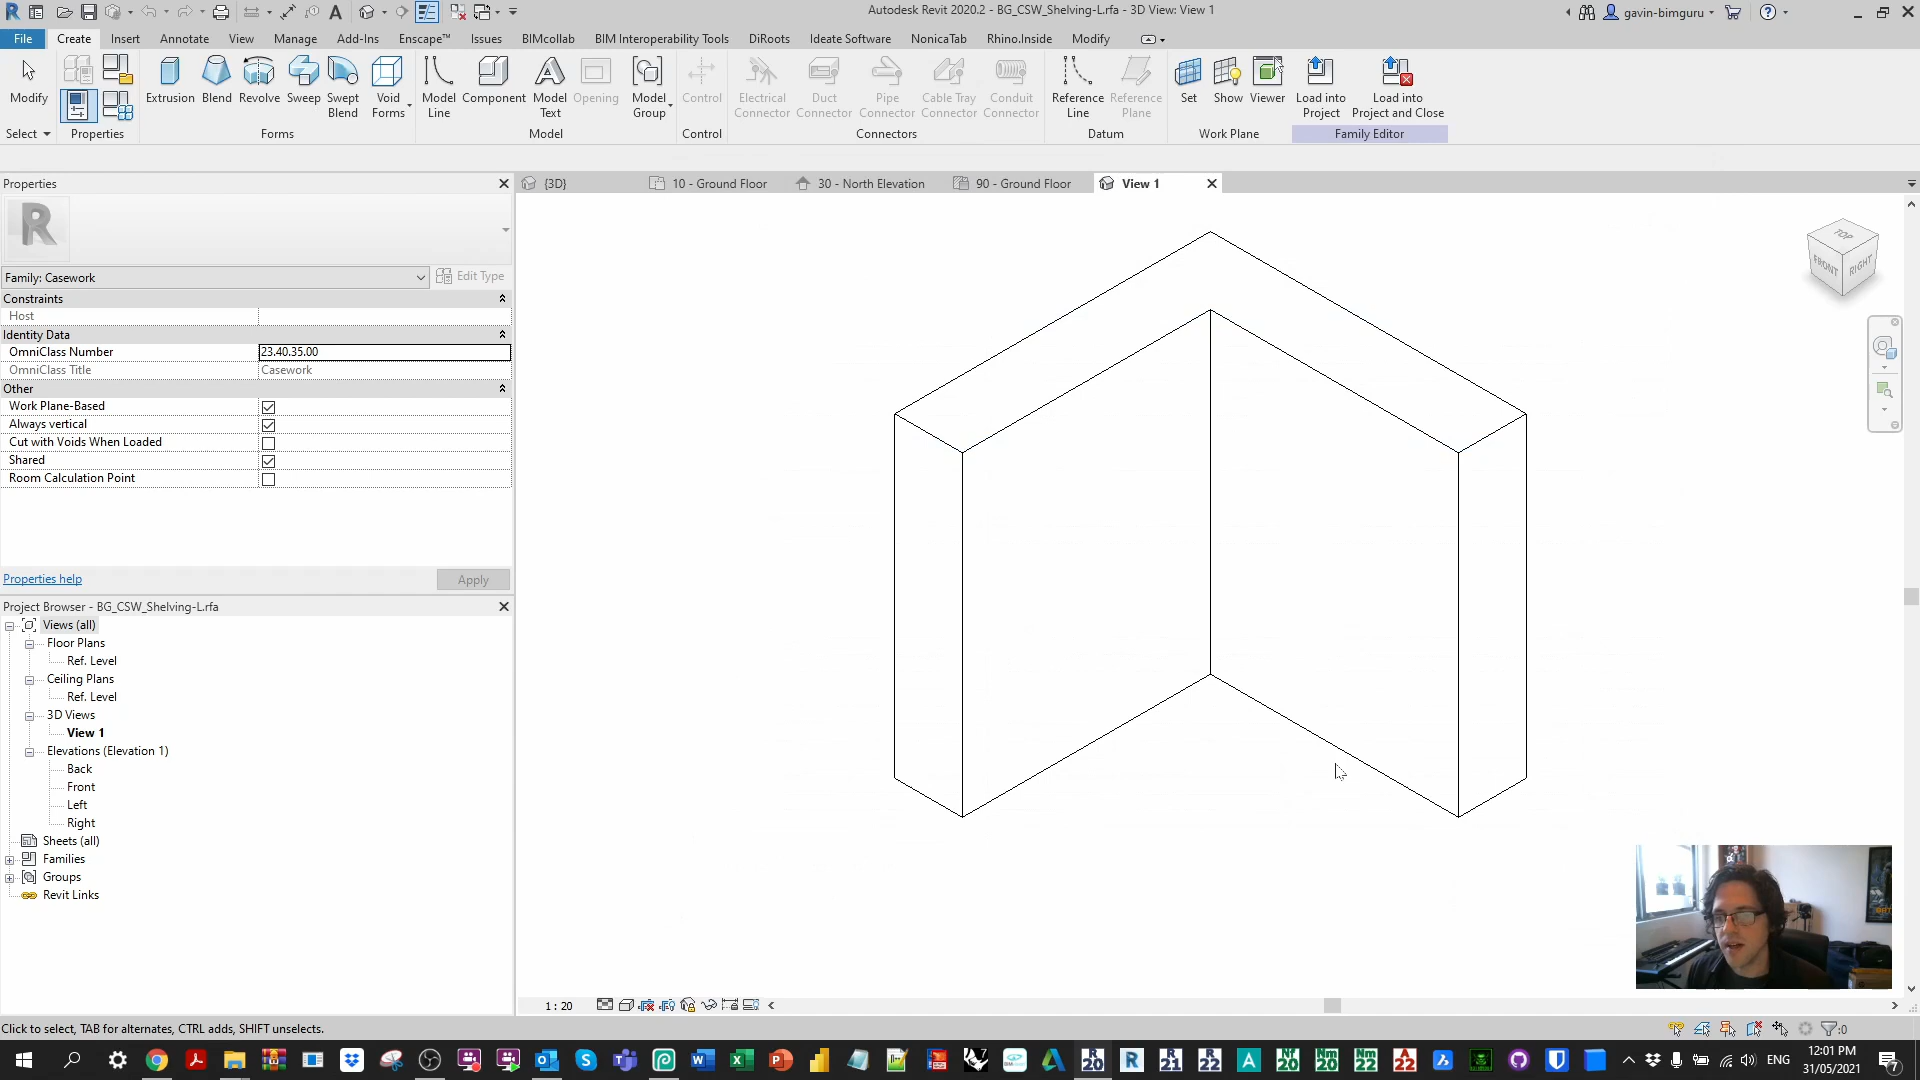 Autodesk Revit 2020.2 - BG_CSW_Shelving-L.rfa - 3D View: View 1
gavin-bimguru
File Create Insert Annotate View Manage Add-Ins Enscape™ Issues BIMcollab BIM Interoperability Tools DiRoots Ideate Software NonicaTab Rhino.Inside Modify
Modify
Extrusion Blend Revolve Sweep Swept Blend Void Forms
Model Line Component Model Text Opening Model Group
Control
Electrical Connector Duct Connector Pipe Connector Cable Tray Connector Conduit Connector
Reference Line Reference Plane
Set Show Viewer
Load into Project Load into Project and Close
Select Properties Forms Model Control Connectors Datum Work Plane Family Editor
Properties
{3D} 10 - Ground Floor 30 - North Elevation 90 - Ground Floor View 1
Family: Casework Edit Type
Constraints
Host
Identity Data
OmniClass Number 23.40.35.00
OmniClass Title Casework
Other
Work Plane-Based
Always vertical
Cut with Voids When Loaded
Shared
Room Calculation Point
Properties help Apply
Project Browser - BG_CSW_Shelving-L.rfa
Views (all)
Floor Plans
Ref. Level
Ceiling Plans
Ref. Level
3D Views
View 1
Elevations (Elevation 1)
Back
Front
Left
Right
Sheets (all)
Families
Groups
Revit Links
TOP
FRONT RIGHT
1 : 20
Click to select, TAB for alternates, CTRL adds, SHIFT unselects.
:0
ENG
12:01 PM
31/05/2021